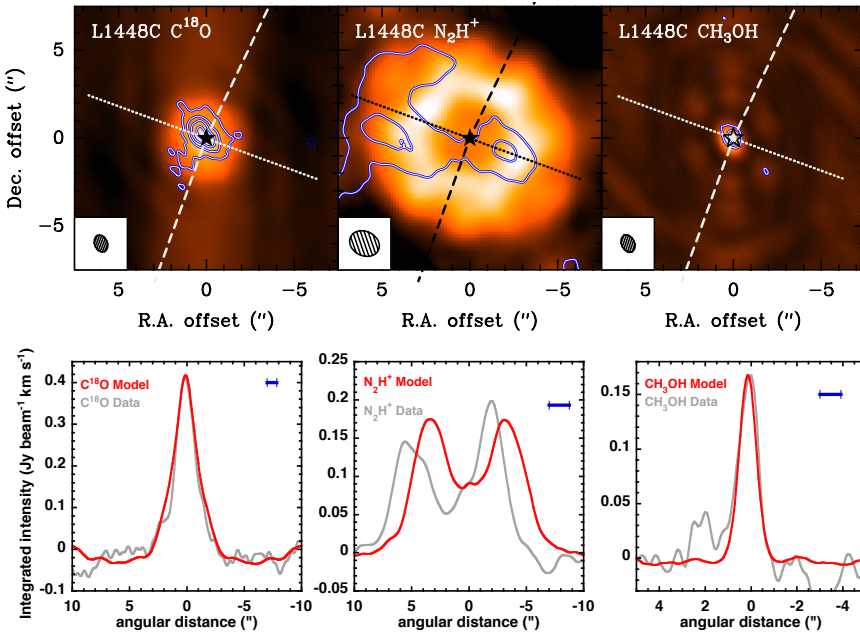 L1448C C¹⁸O
L1448C N₂H⁺
L1448C CH₃OH
Dec. offset (")
5
0
−5
5 0 −5
5 0 −5
5 0 −5
R.A. offset (")
R.A. offset (")
R.A. offset (")
Integrated intensity (Jy beam⁻¹ km s⁻¹)
0.4
0.3
0.2
0.1
0
-0.1
C¹⁸O Model
C¹⁸O Data
10 5 0 -5 -10
angular distance (")
0.20
0.15
0.1
0.05
0
-0.05
N₂H⁺ Model
N₂H⁺ Data
10 5 0 -5 10
angular distance (")
0.15
0.1
0.05
0
CH₃OH Model
CH₃OH Data
4 2 0 -2 -4
angular distance (")